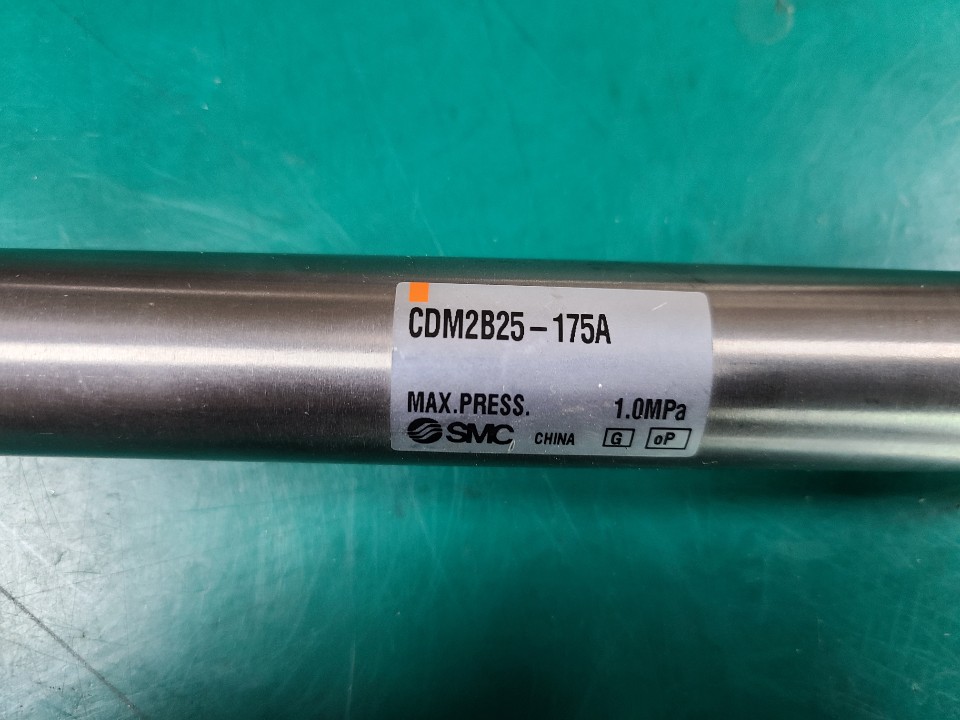 CDM2B25-175A
MAX.PRESS. 1.0MPa
SMC CHINA G oP